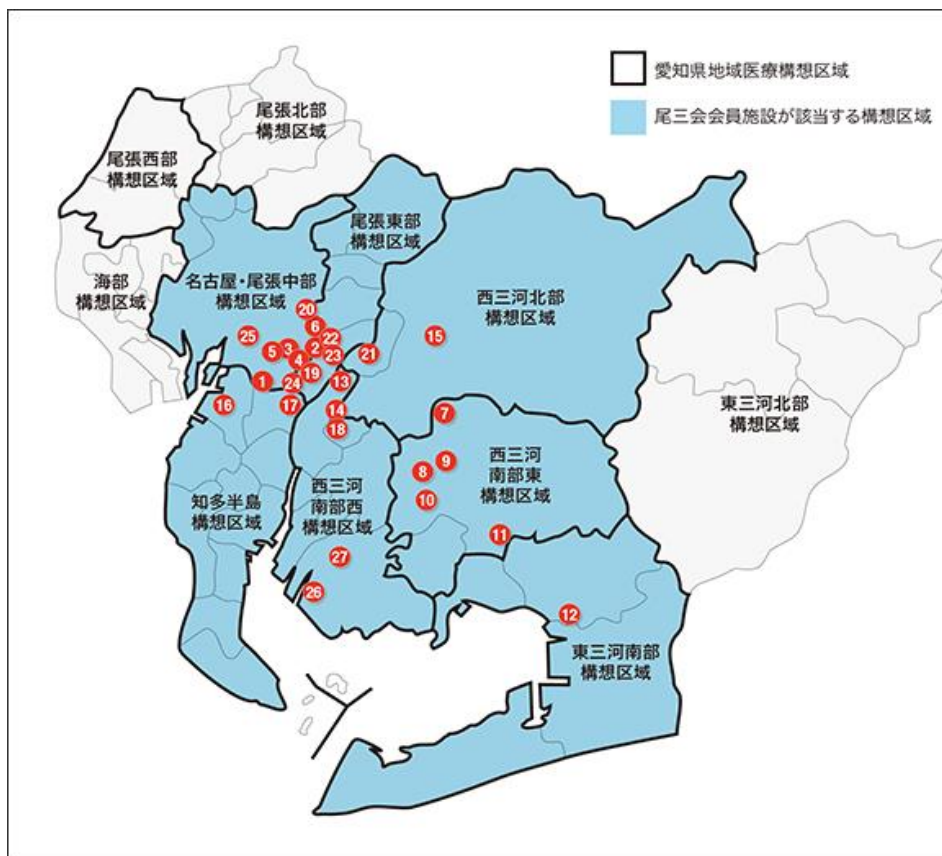 愛知県地域医療構想区域
尾三会会員施設が該当する構想区域
尾張北部
構想区域
尾張西部
構想区域
尾張東部
構想区域
海部
構想区域
名古屋・尾張中部
構想区域
西三河北部
構想区域
20
6
25
22
15
3
2
5
23
21
4
19
1
24
13
16
17
14
18
7
東三河北部
構想区域
西三河
南部東
構想区域
9
8
10
11
知多半島
構想区域
西三河
南部西
構想区域
27
26
12
東三河南部
構想区域